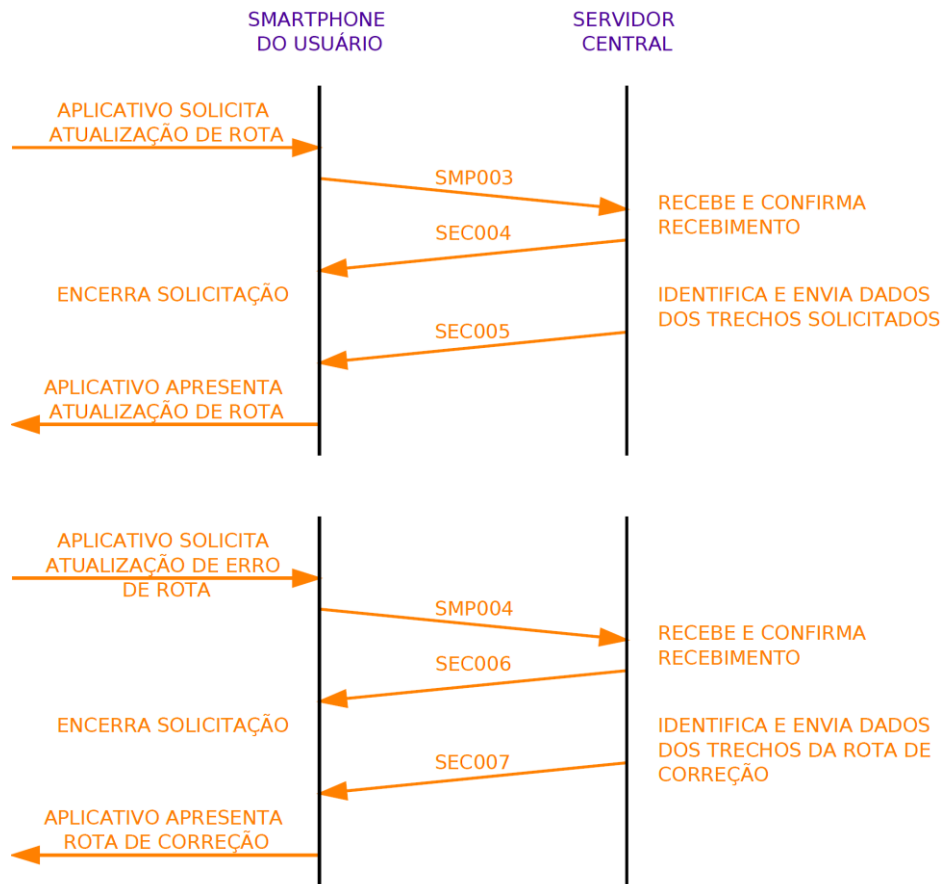 SMARTPHONE
DO USUÁRIO
SERVIDOR
CENTRAL
APLICATIVO SOLICITA
ATUALIZAÇÃO DE ROTA
SMP003
RECEBE E CONFIRMA
RECEBIMENTO
SEC004
ENCERRA SOLICITAÇÃO
IDENTIFICA E ENVIA DADOS
DOS TRECHOS SOLICITADOS
SEC005
APLICATIVO APRESENTA
ATUALIZAÇÃO DE ROTA
APLICATIVO SOLICITA
ATUALIZAÇÃO DE ERRO
DE ROTA
SMP004
RECEBE E CONFIRMA
RECEBIMENTO
SEC006
ENCERRA SOLICITAÇÃO
IDENTIFICA E ENVIA DADOS
DOS TRECHOS DA ROTA DE
CORREÇÃO
SEC007
APLICATIVO APRESENTA
ROTA DE CORREÇÃO